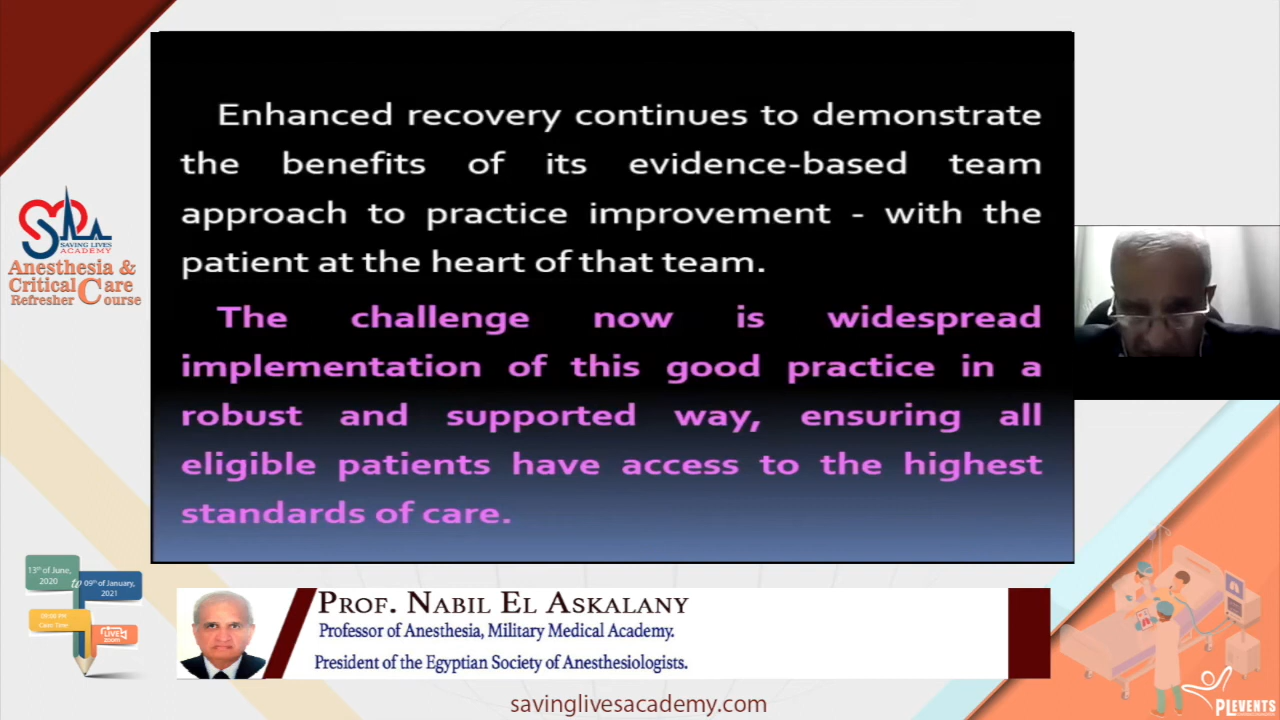 Enhanced recovery continues to demonstrate
the benefits of its evidence-based team
approach to practice improvement - with the
patient at the heart of that team.
The challenge now is widespread
implementation of this good practice in a
robust and supported way, ensuring all
eligible patients have access to the highest
standards of care.
SAVING LIVES
ACADEMY
Anesthesia &
Critical Care
Refresher Course
13th of June,
2020
to 09th of January,
2021
Cairo Time
LIVE
zoom
PROF. NABIL EL ASKALANY
Professor of Anesthesia, Military Medical Academy.
President of the Egyptian Society of Anesthesiologists.
savinglivesacademy.com
PLEVENTS